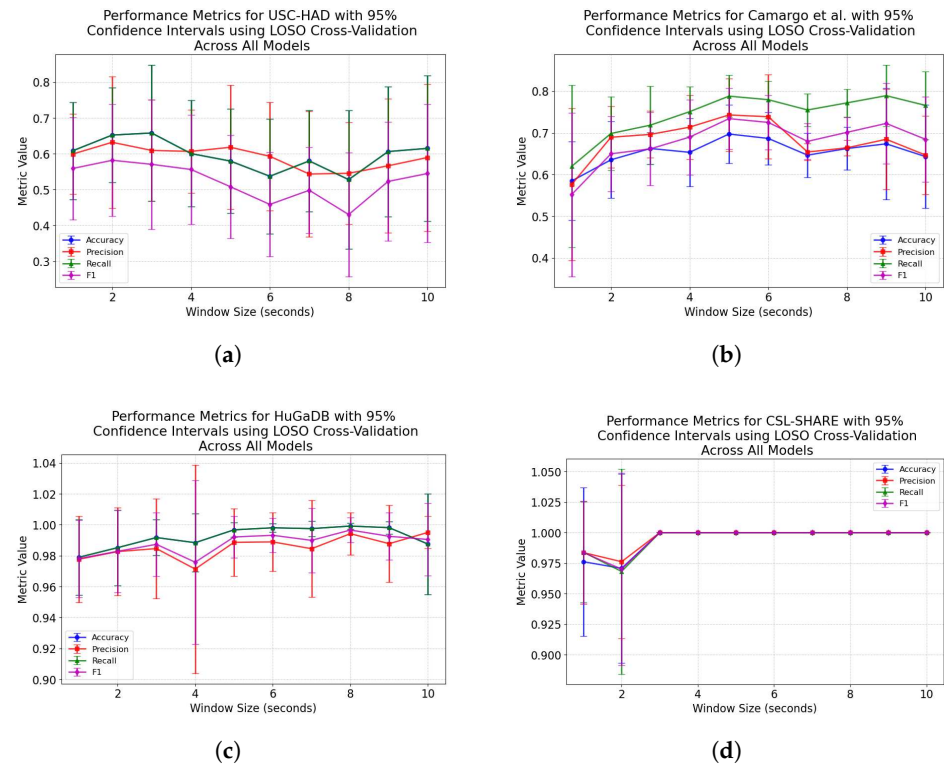 Performance Metrics for USC-HAD with 95%
Confidence Intervals using LOSO Cross-Validation
Across All Models
0.8
0.7
0.6
0.5
0.4
0.3
Metric Value
Accuracy
Precision
Recall
F1
2
4
6
8
10
Window Size (seconds)
(a)
Performance Metrics for Camargo et al. with 95%
Confidence Intervals using LOSO Cross-Validation
Across All Models
0.8
0.7
0.6
0.5
0.4
Metric Value
Accuracy
Precision
Recall
F1
2
4
6
8
10
Window Size (seconds)
(b)
Performance Metrics for HuGaDB with 95%
Confidence Intervals using LOSO Cross-Validation
Across All Models
1.04
1.02
1.00
0.98
0.96
0.94
0.92
0.90
Metric Value
Accuracy
Precision
Recall
F1
2
4
6
8
10
Window Size (seconds)
(c)
Performance Metrics for CSL-SHARE with 95%
Confidence Intervals using LOSO Cross-Validation
Across All Models
1.050
1.025
1.000
0.975
0.950
0.925
0.900
Metric Value
Accuracy
Precision
Recall
F1
2
4
6
8
10
Window Size (seconds)
(d)